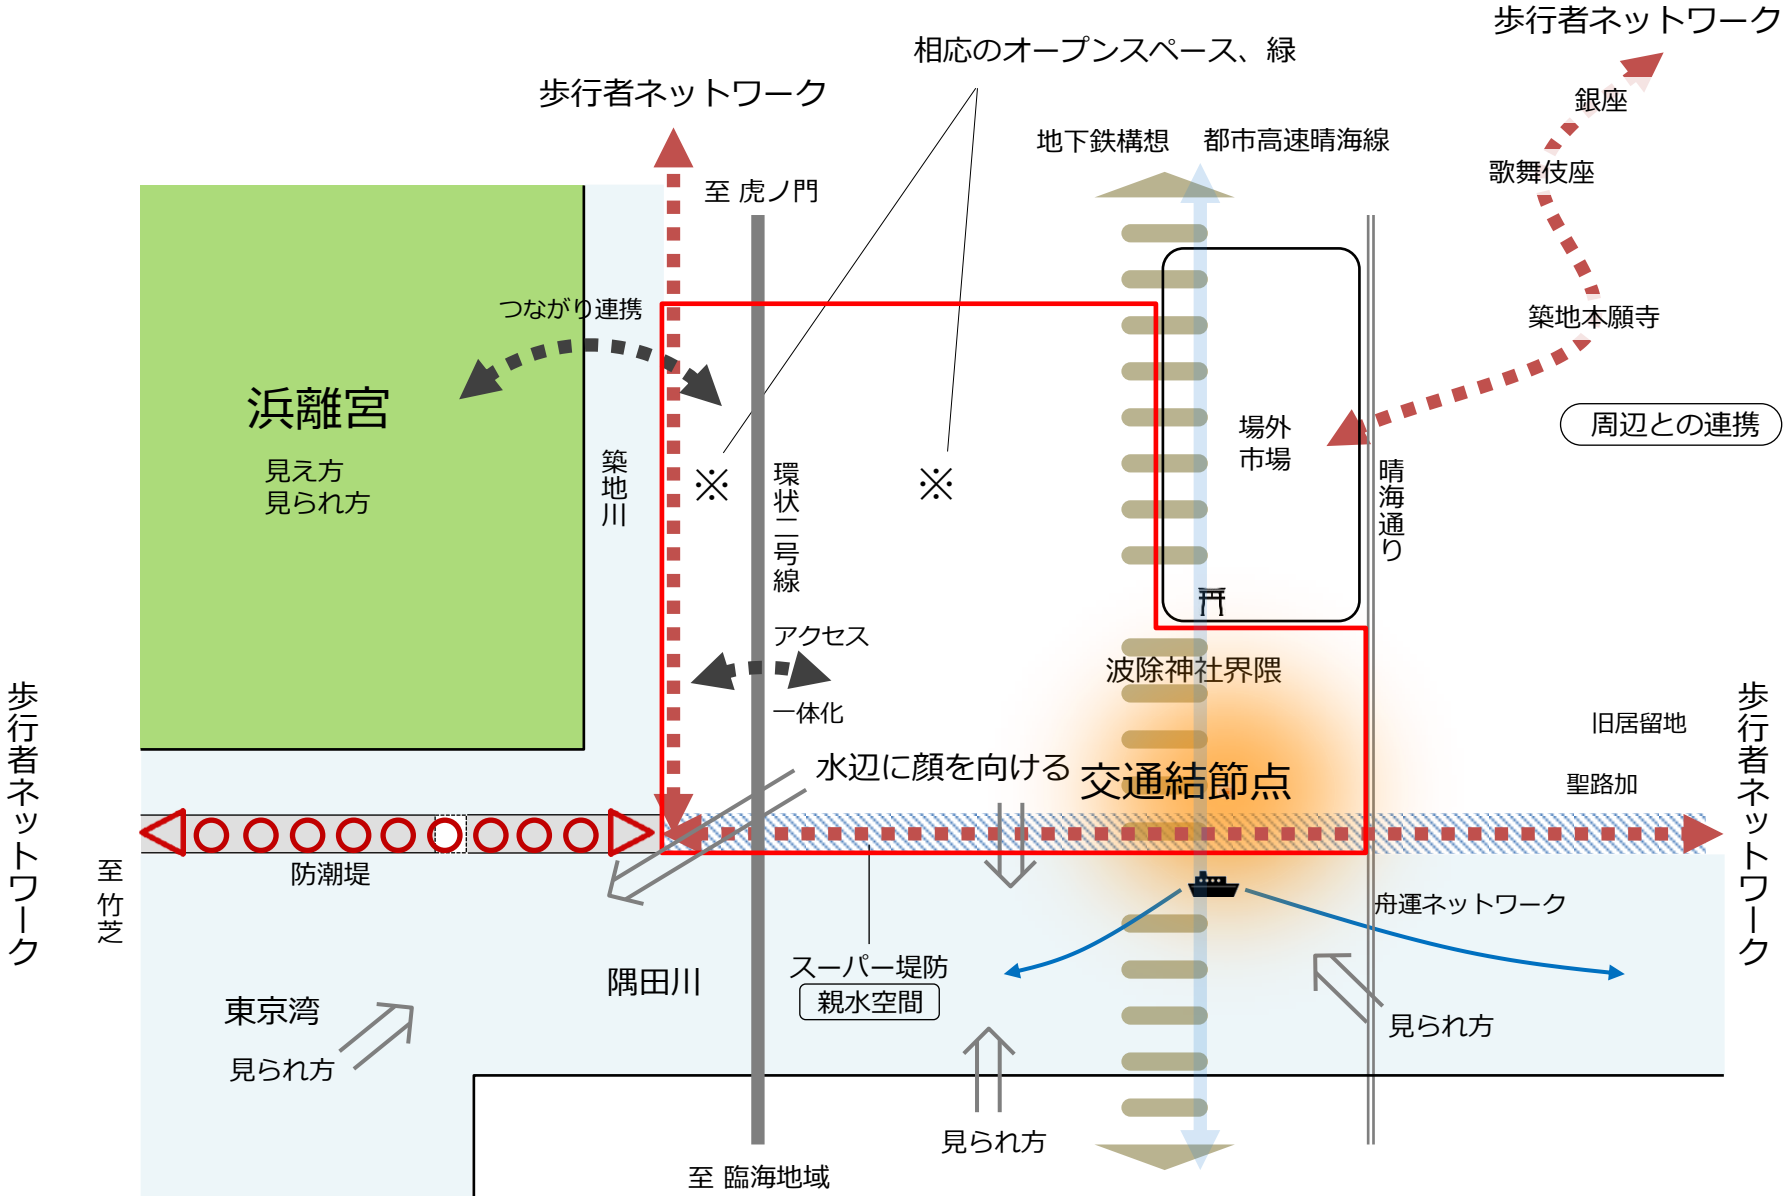 歩行者ネットワーク
相応のオープンスペース、緑
歩行者ネットワーク
銀座
地下鉄構想
都市高速晴海線
歌舞伎座
至 虎ノ門
つながり連携
築地本願寺
浜離宮
周辺との連携
場外
市場
見え方
見られ方
築地川
環状二号線
※
※
晴海通り
アクセス
波除神社界隈
一体化
旧居留地
歩行者ネットワーク
歩行者ネットワーク
水辺に顔を向ける
交通結節点
聖路加
防潮堤
至 竹芝
舟運ネットワーク
スーパー堤防
親水空間
隅田川
東京湾
見られ方
見られ方
見られ方
至 臨海地域